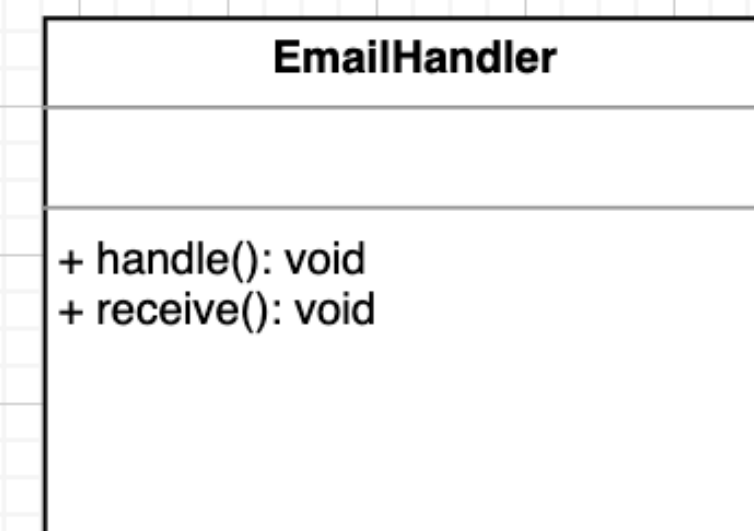 EmailHandler
+ handle(): void
+ receive(): void